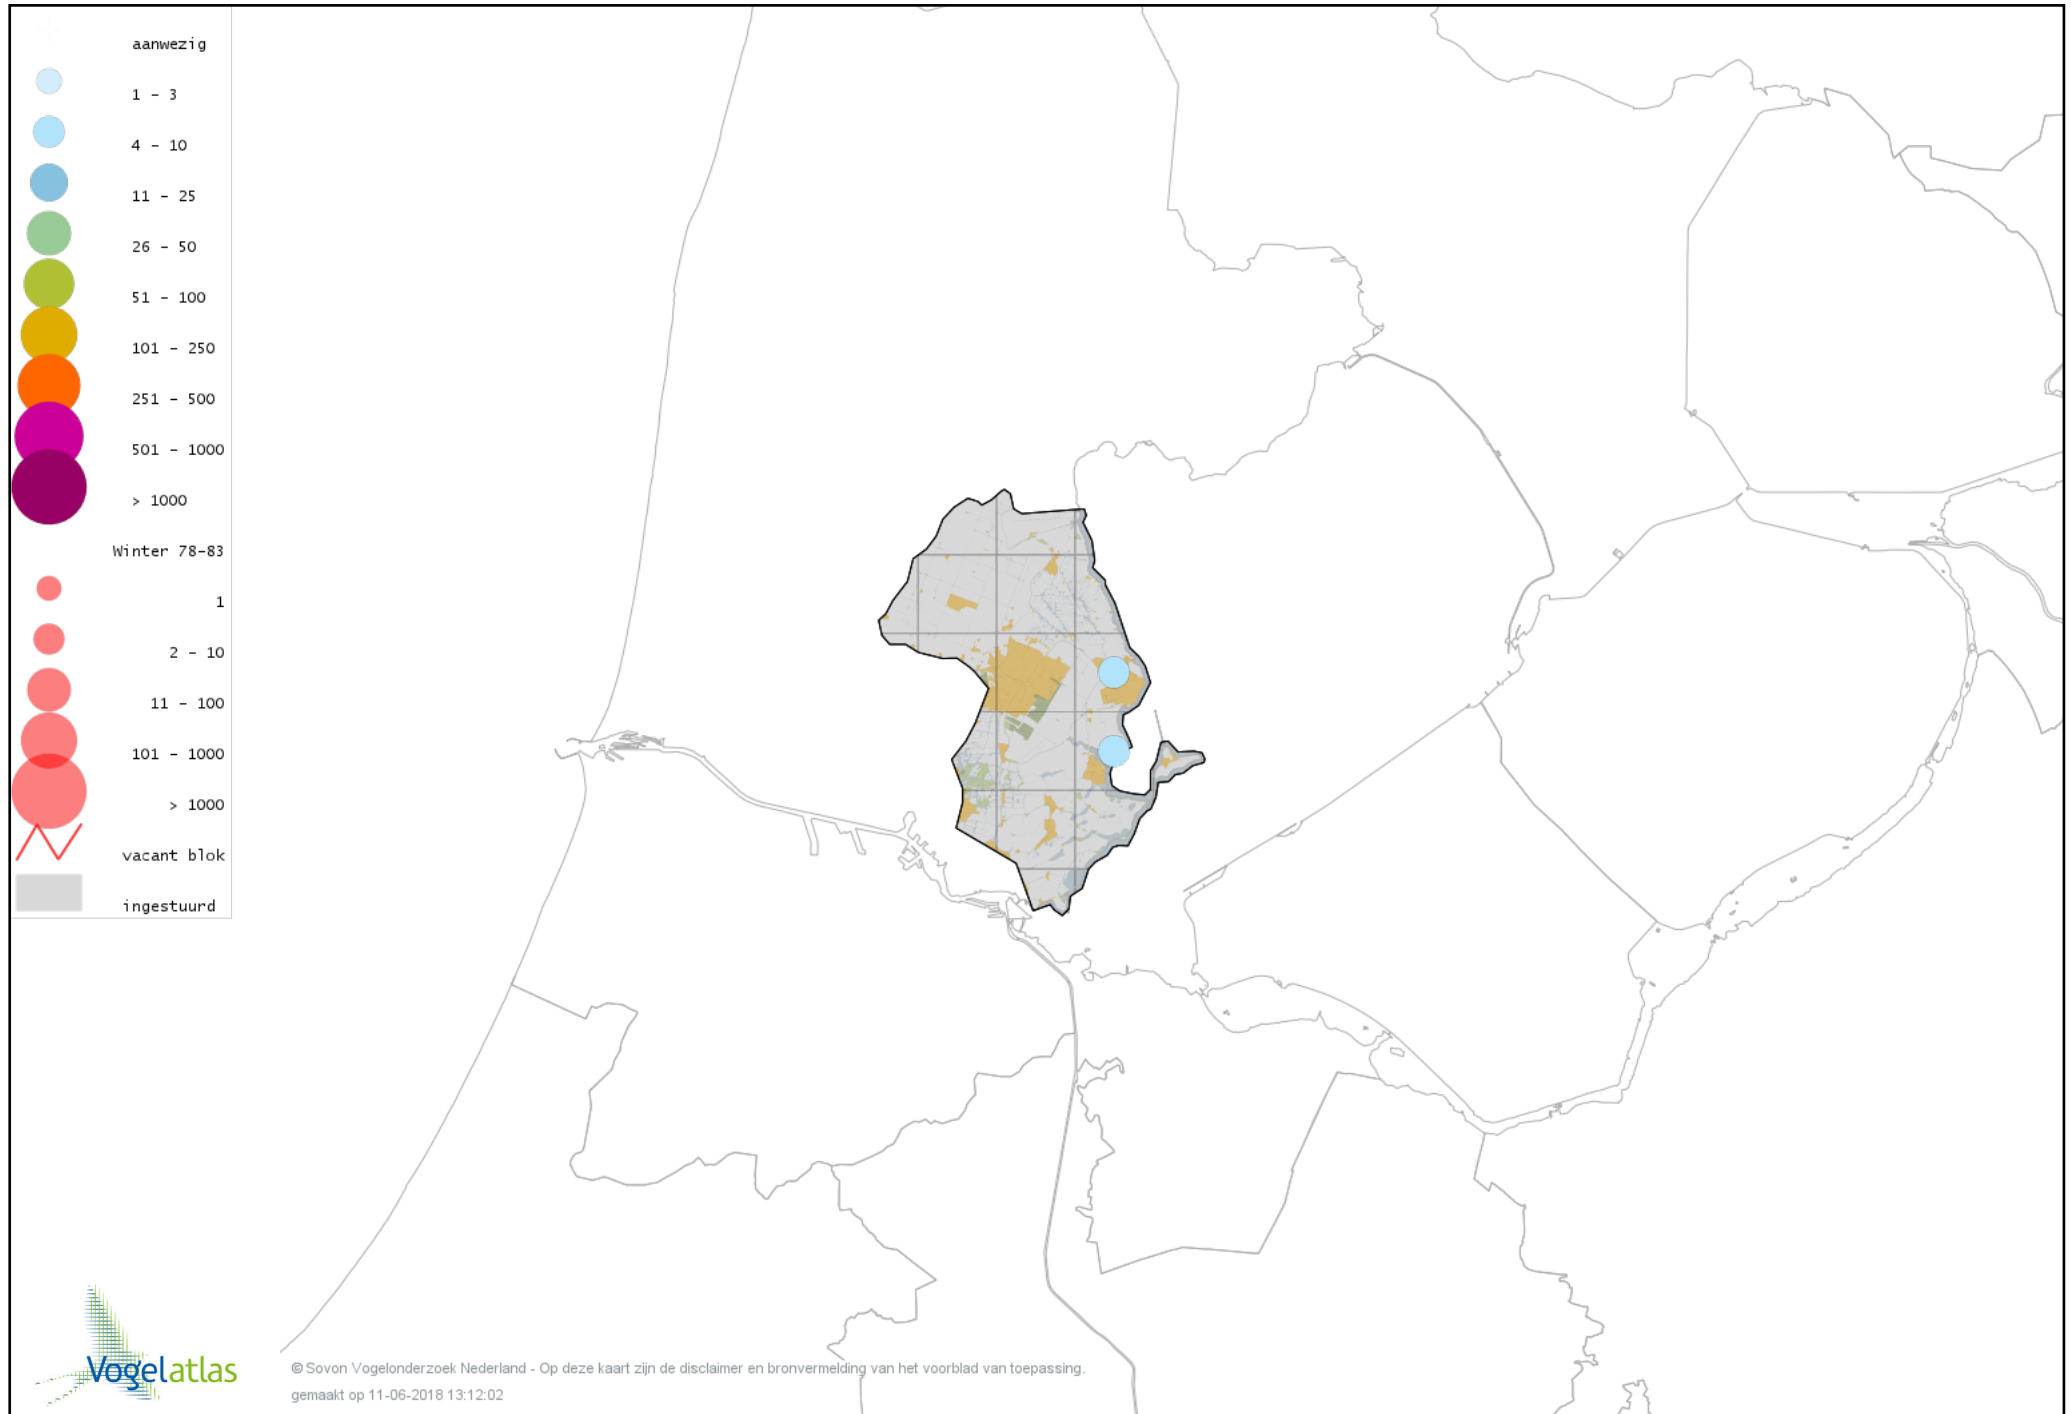 aanwezig
1 - 3
4 - 10
11 - 25
26 - 50
51 - 100
101 - 250
251 - 500
501 - 1000
> 1000
Winter 78-83
1
2 - 10
11 - 100
101 - 1000
> 1000
vacant blok
ingestuurd
Vogelatlas
© Sovon Vogelonderzoek Nederland - Op deze kaart zijn de disclaimer en bronvermelding van het voorblad van toepassing.
gemaakt op 11-06-2018 13:12:02